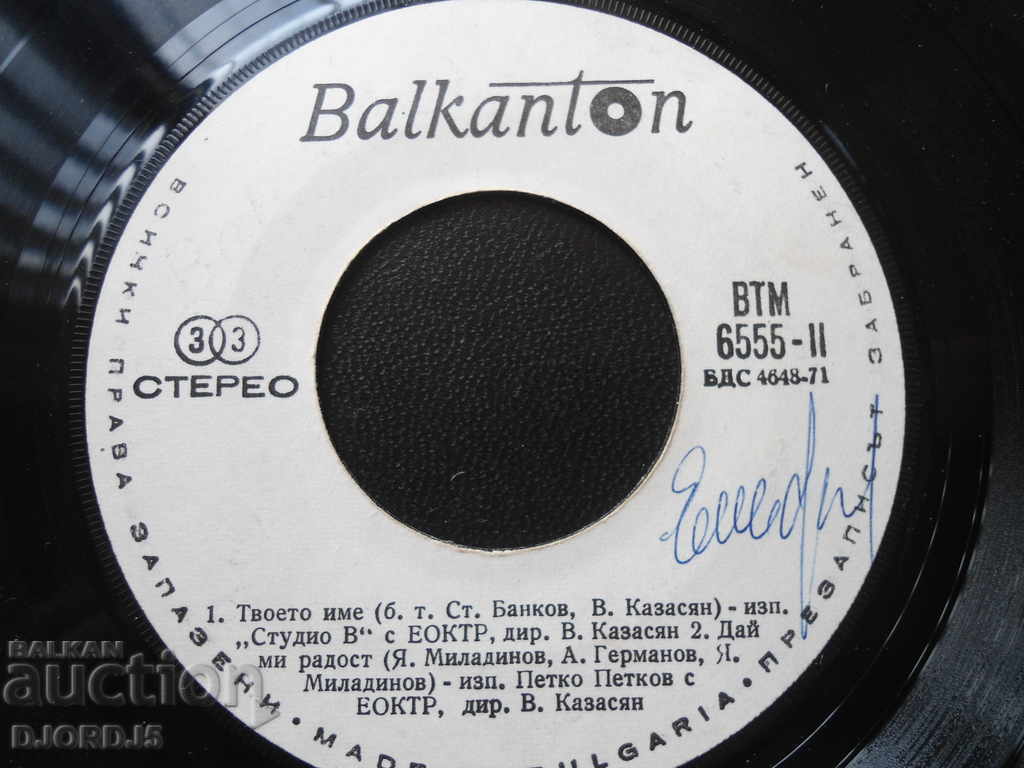 Balkanton
ВСИЧКИ ПРАВА ЗАПАЗЕНИ • MADE BULGARIA • ПРЕЗАПИСЪТ ЗАБРАНЕН
33
СТЕРЕО
ВТМ
6555-II
БДС 4648-71
1. Твоето име (б. т. Ст. Банков, В. Казасян) - изп.
„Студио В“ с ЕОКТР, дир. В. Казасян 2. Дай
ми радост (Я. Миладинов, А. Германов, Я.
Миладинов) - изп. Петко Петков с
ЕОКТР, дир. В. Казасян
BALKAN
auction
DJORDJ5